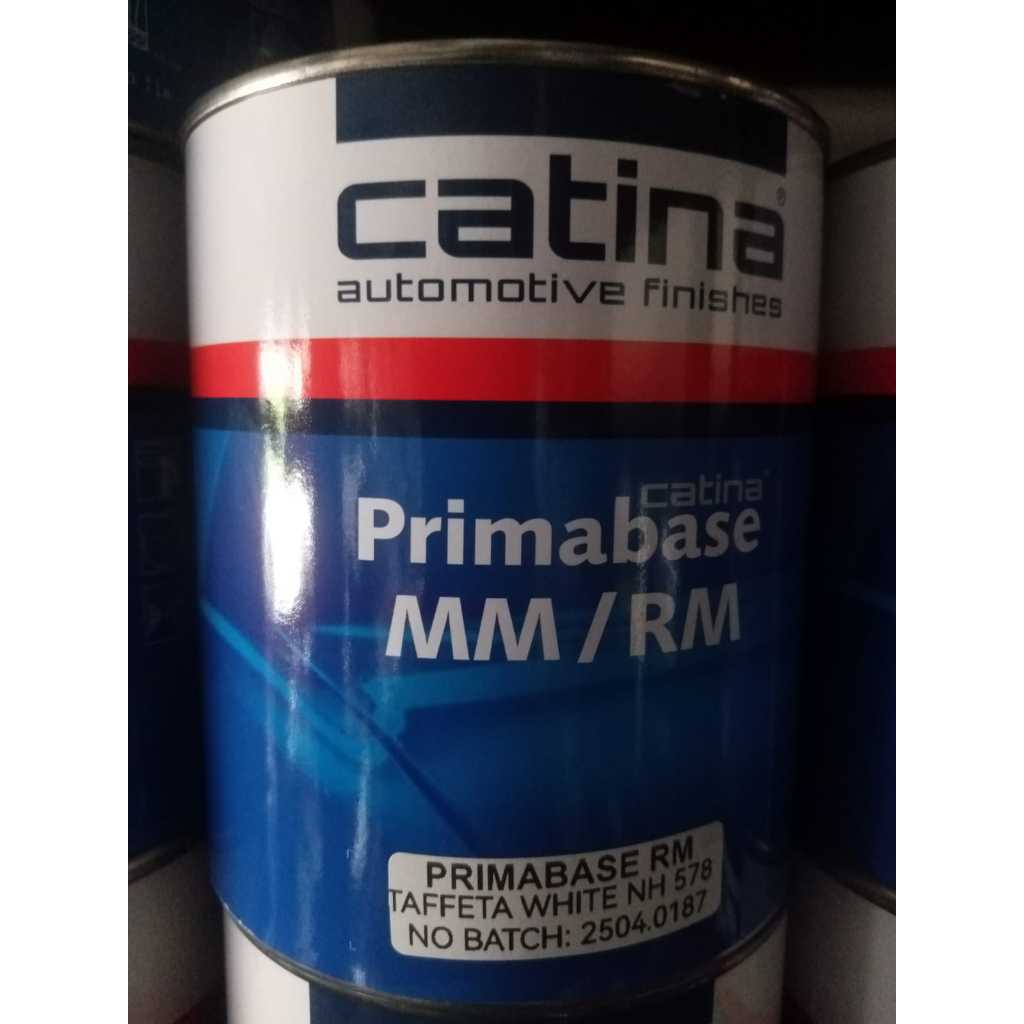 catina®
automotive finishes
catina®
Primabase
MM / RM
PRIMABASE RM
TAFFETA WHITE NH 578
NO BATCH: 2504.0187